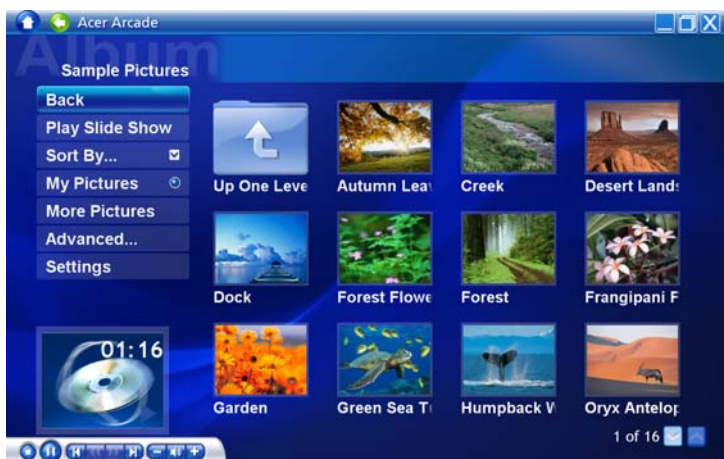 Acer Arcade
Album
Sample Pictures
Back
Play Slide Show
Sort By...
My Pictures
More Pictures
Advanced...
Settings
Up One Leve
Autumn Lea
Creek
Desert Lands
Dock
Forest Flowe
Forest
Frangipani F
Garden
Green Sea T
Humpback W
Oryx Antelop
01:16
1 of 16